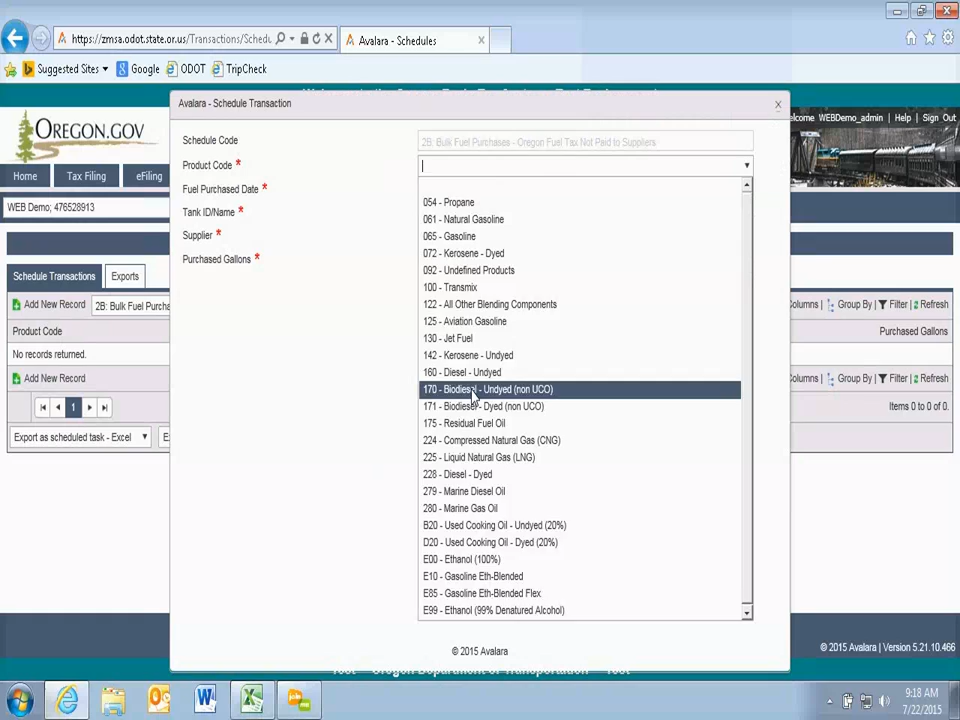 https://zmsa.odot.state.or.us/Transactions/Schedu
Avalara - Schedules
Suggested Sites
Google
ODOT
TripCheck
Avalara - Schedule Transaction
x
OREGON.GOV
elcome WEBDemo_admin | Help | Sign Out
Home
Tax Filing
eFiling
WEB Demo; 476528913
Schedule Code
2B: Bulk Fuel Purchases - Oregon Fuel Tax Not Paid to Suppliers
Product Code *
Fuel Purchased Date *
Tank ID/Name *
Supplier *
Purchased Gallons *
054 - Propane
061 - Natural Gasoline
065 - Gasoline
072 - Kerosene - Dyed
092 - Undefined Products
100 - Transmix
122 - All Other Blending Components
125 - Aviation Gasoline
130 - Jet Fuel
142 - Kerosene - Undyed
160 - Diesel - Undyed
170 - Biodiesel - Undyed (non UCO)
171 - Biodiesel - Dyed (non UCO)
175 - Residual Fuel Oil
224 - Compressed Natural Gas (CNG)
225 - Liquid Natural Gas (LNG)
228 - Diesel - Dyed
279 - Marine Diesel Oil
280 - Marine Gas Oil
B20 - Used Cooking Oil - Undyed (20%)
D20 - Used Cooking Oil - Dyed (20%)
E00 - Ethanol (100%)
E10 - Gasoline Eth-Blended
E85 - Gasoline Eth-Blended Flex
E99 - Ethanol (99% Denatured Alcohol)
Schedule Transactions
Exports
Add New Record
2B: Bulk Fuel Purcha
Columns | Group By | Filter | Refresh
Product Code
Purchased Gallons
No records returned.
Add New Record
Columns | Group By | Filter | Refresh
1
Items 0 to 0 of 0.
Export as scheduled task - Excel
© 2015 Avalara | Version 5.21.10.466
© 2015 Avalara
9:18 AM
7/22/2015